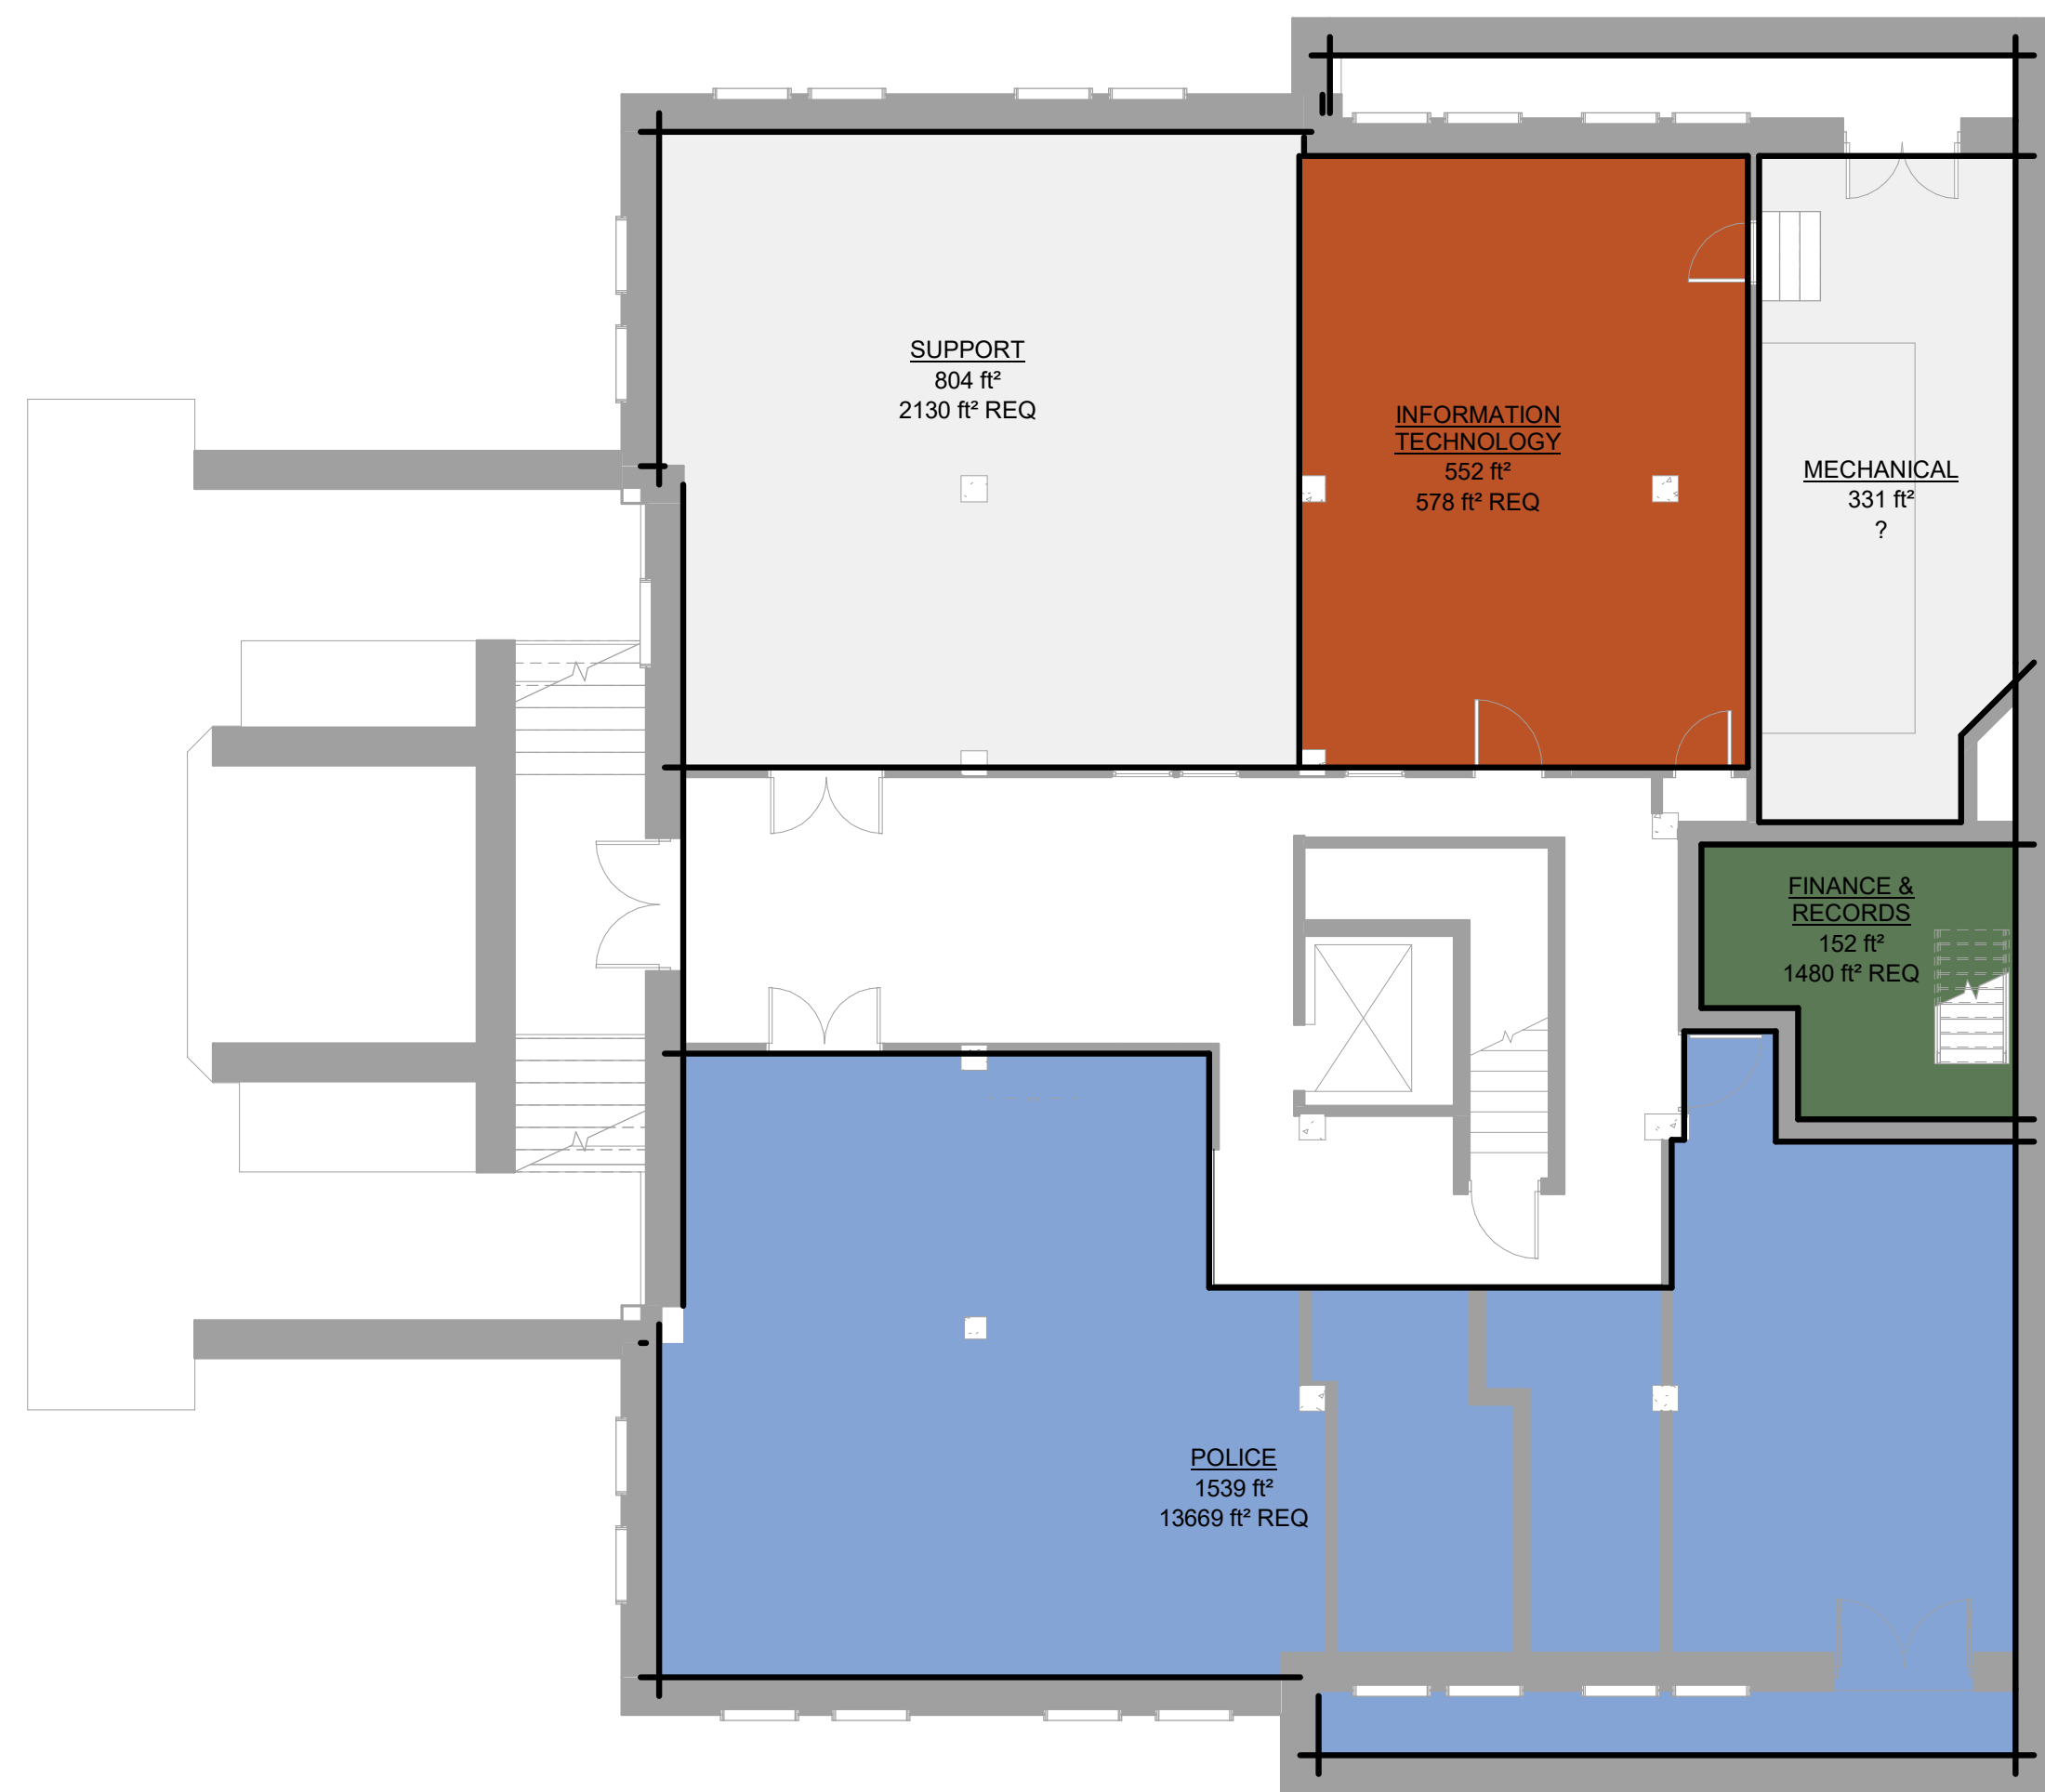 SUPPORT
804 ft²
2130 ft² REQ
INFORMATION
TECHNOLOGY
552 ft²
578 ft² REQ
MECHANICAL
331 ft²
?
FINANCE &
RECORDS
152 ft²
1480 ft² REQ
POLICE
1539 ft²
13669 ft² REQ